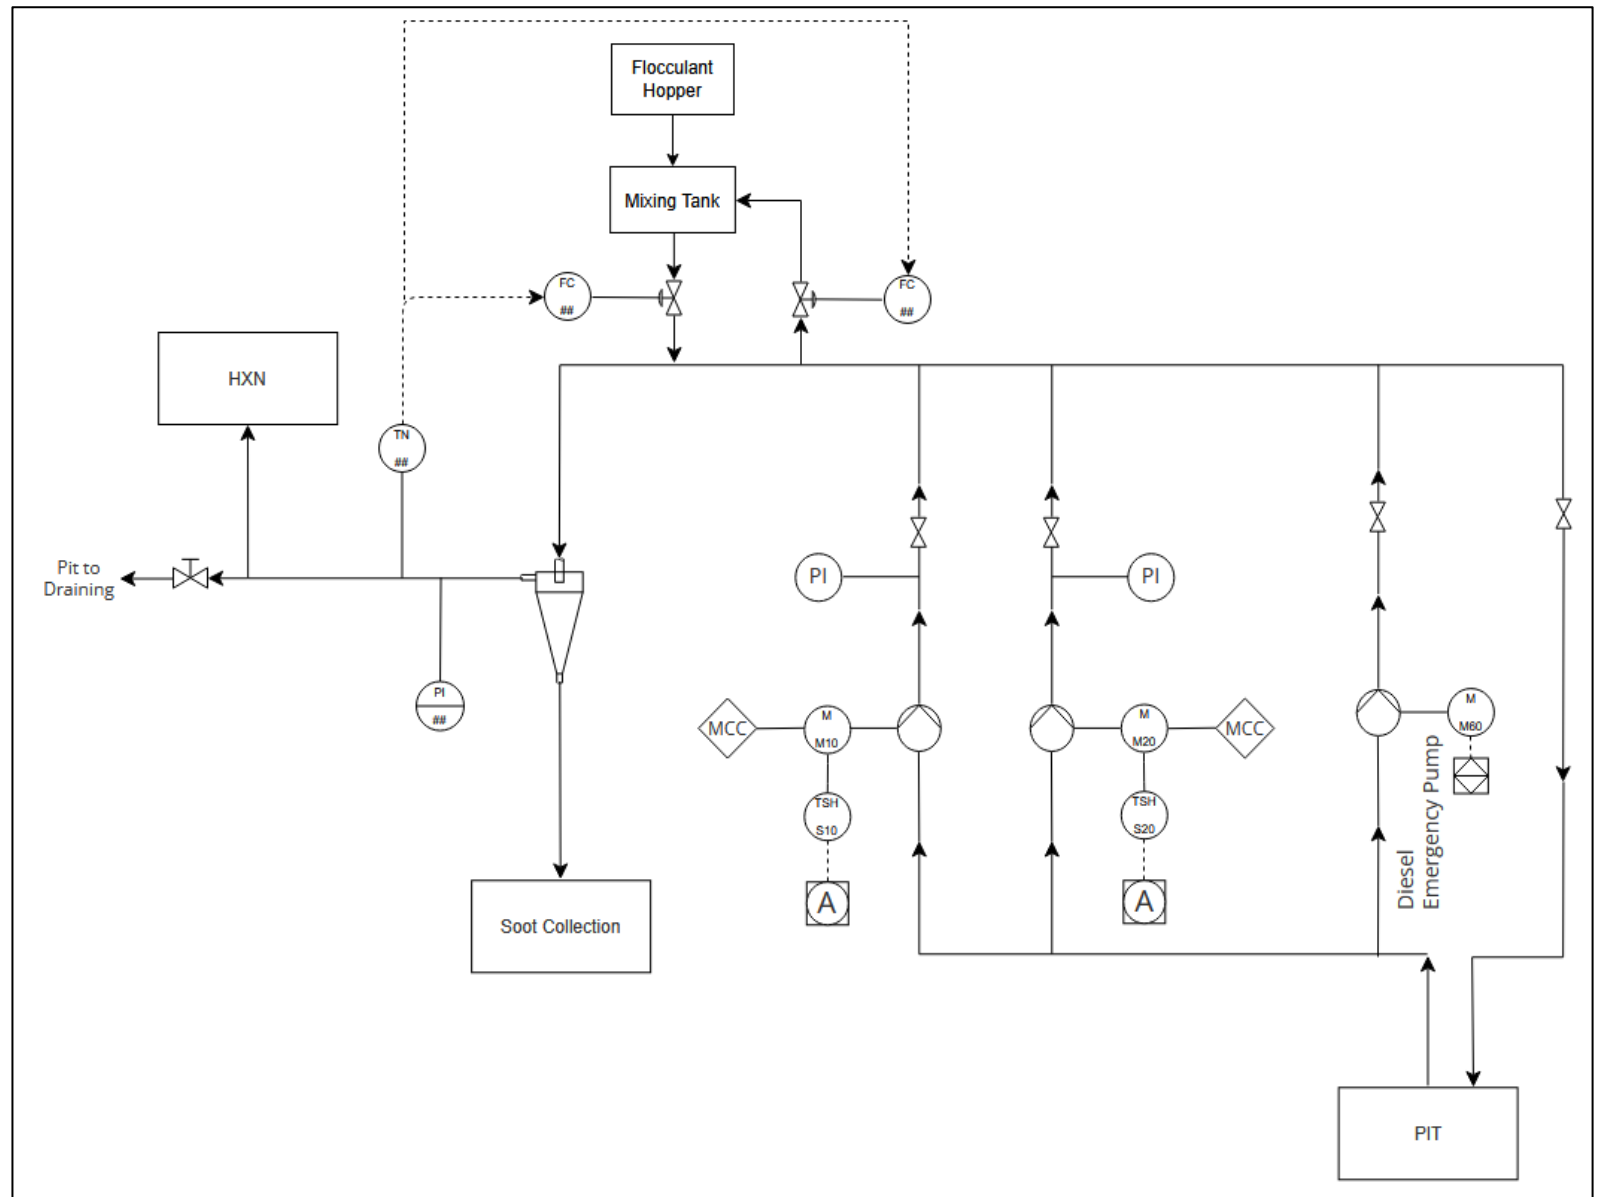 Flocculant
Hopper
Mixing Tank
FC
##
FC
##
HXN
TN
##
Pit to
Draining
PI
PI
PI
##
MCC
M
M10
M
M20
MCC
M
M60
TSH
S10
TSH
S20
A
A
Diesel
Emergency Pump
Soot Collection
PIT